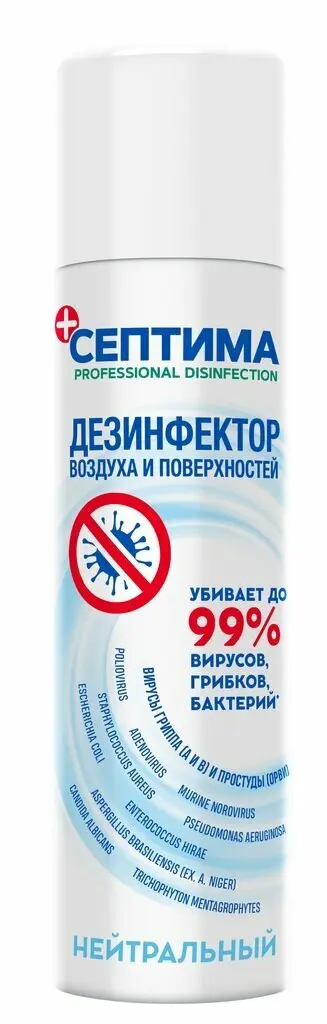 СЕПТИМА
PROFESSIONAL DISINFECTION
ДЕЗИНФЕКТОР
ВОЗДУХА И ПОВЕРХНОСТЕЙ
УБИВАЕТ ДО
99%
ВИРУСОВ,
ГРИБКОВ,
БАКТЕРИЙ*
ВИРУСЫ ГРИППА (A И B) И ПРОСТУДЫ (ОРВИ)
POLIOVIRUS
ADENOVIRUS
MURINE NOROVIRUS
STAPHYLOCOCCUS AUREUS
PSEUDOMONAS AERUGINOSA
ESCHERICHIA COLI
ENTEROCOCCUS HIRAE
ASPERGILLUS BRASILIENSIS (EX. A. NIGER)
CANDIDA ALBICANS
TRICHOPHYTON MENTAGROPHYTES
НЕЙТРАЛЬНЫЙ